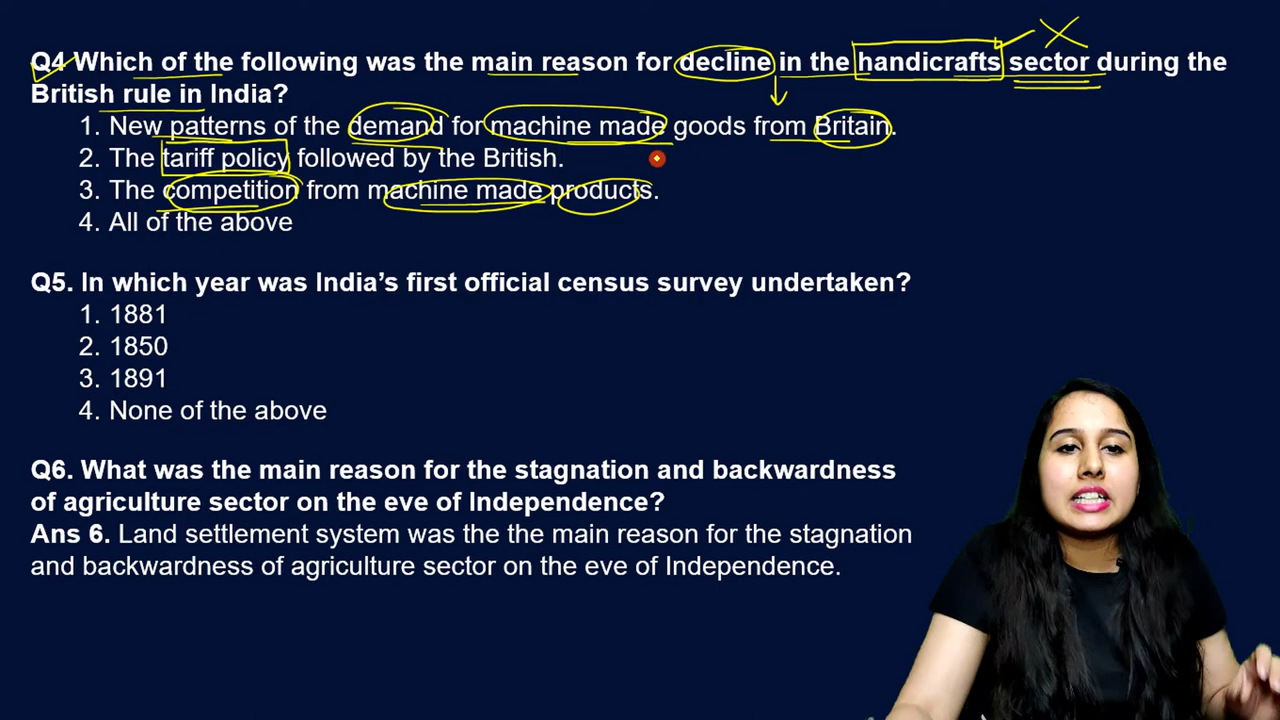 Q4 Which of the following was the main reason for decline in the handicrafts sector during the
British rule in India?
1. New patterns of the demand for machine made goods from Britain.
2. The tariff policy followed by the British.
3. The competition from machine made products.
4. All of the above
Q5. In which year was India's first official census survey undertaken?
1. 1881
2. 1850
3. 1891
4. None of the above
Q6. What was the main reason for the stagnation and backwardness
of agriculture sector on the eve of Independence?
Ans 6. Land settlement system was the the main reason for the stagnation
and backwardness of agriculture sector on the eve of Independence.